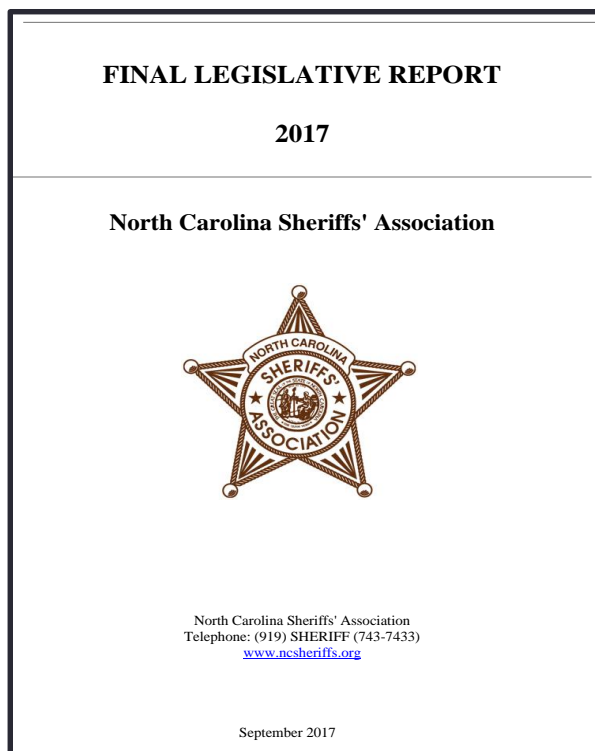 FINAL LEGISLATIVE REPORT
2017
North Carolina Sheriffs' Association
NORTH CAROLINA
SHERIFFS'
ASSOCIATION
North Carolina Sheriffs' Association
Telephone: (919) SHERIFF (743-7433)
www.ncsheriffs.org
September 2017